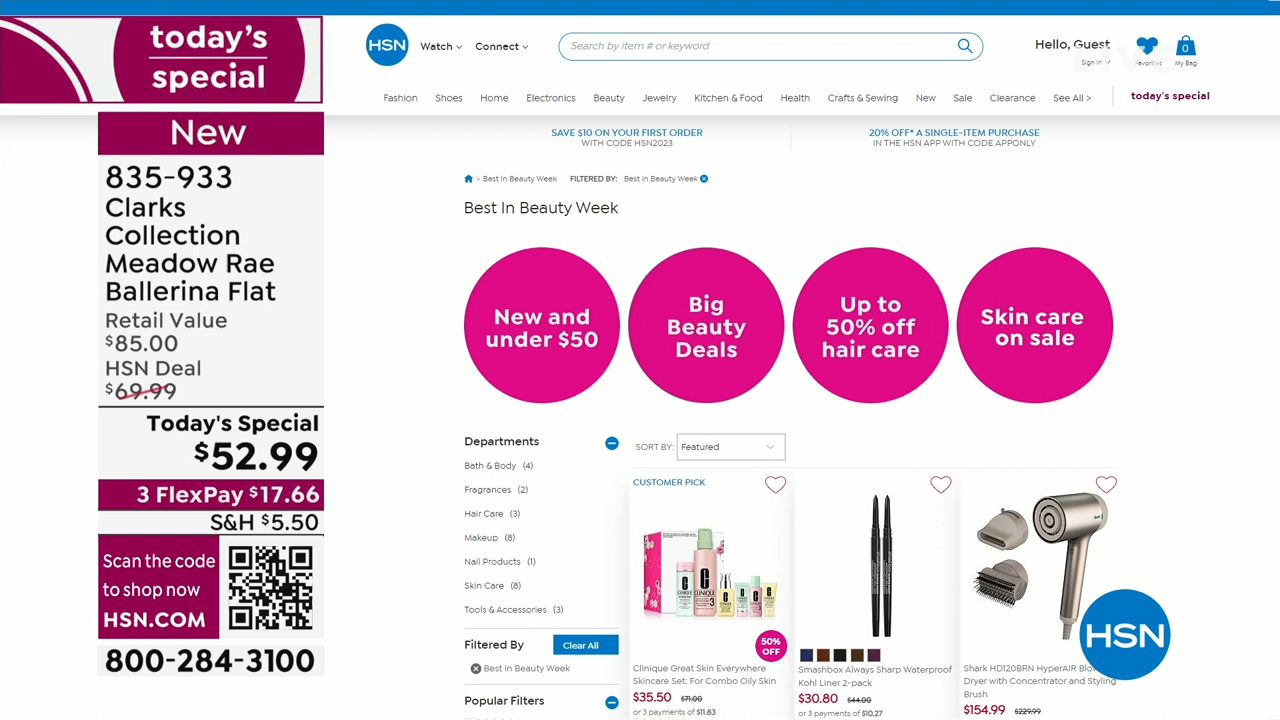 today's
special
New
835-933
Clarks
Collection
Meadow Rae
Ballerina Flat
Retail Value
$85.00
HSN Deal
$69.99
Today's Special
$52.99
3 FlexPay $17.66
S&H $5.50
Scan the code
to shop now
HSN.COM
800-284-3100
HSN
Watch
Connect
Search by item # or keyword
Hello, Guest
Sign In
Favorites
0
My Bag
Fashion Shoes Home Electronics Beauty Jewelry Kitchen & Food Health Crafts & Sewing New Sale Clearance See All > today's special
SAVE $10 ON YOUR FIRST ORDER
WITH CODE HSN2023
20% OFF* A SINGLE-ITEM PURCHASE
IN THE HSN APP WITH CODE APPONLY
> Best in Beauty Week FILTERED BY: Best In Beauty Week
Best In Beauty Week
New and
under $50
Big
Beauty
Deals
Up to
50% off
hair care
Skin care
on sale
Departments
Bath & Body (4)
Fragrances (2)
Hair Care (3)
Makeup (8)
Nail Products (1)
Skin Care (8)
Tools & Accessories (3)
Filtered By
Clear All
Best in Beauty Week
Popular Filters
SORT BY: Featured
CUSTOMER PICK
50%
OFF
Clinique Great Skin Everywhere
Skincare Set: For Combo Oily Skin
$35.50 $71.00
or 3 payments of $11.83
Smashbox Always Sharp Waterproof
Kohl Liner 2-pack
$30.80 $44.00
or 3 payments of $10.27
Shark HD120BRN HyperAIR
Dryer with Concentrator and Styling
Brush
$154.99 $229.99
HSN